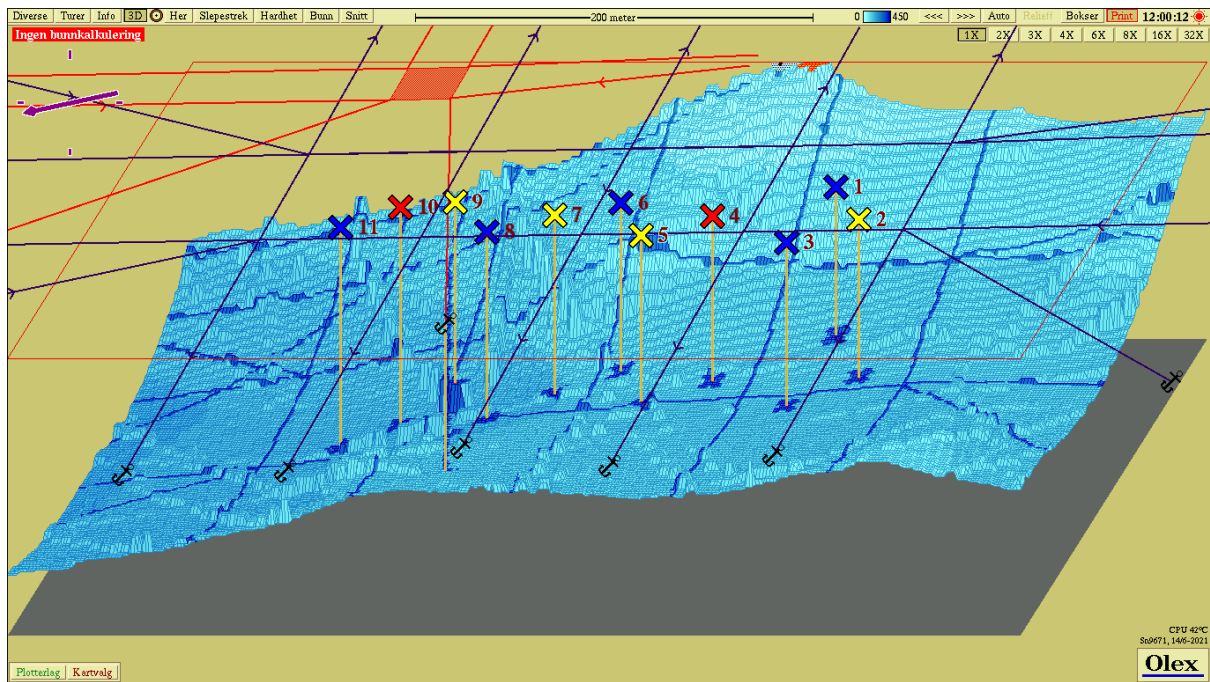 Diverse Turer Info 3D Her Slepestrek Hardhet Bunn Snitt 200 meter 0 450 <<< >>> Auto Relieff Bokser Print 12:00:12
Ingen bunnkalkulering 1X 2X 3X 4X 6X 8X 16X 32X
1
9 6
10 7 4 2
11 8 5 3
CPU 42°C
Sn9671, 14/6-2021
Plotterlag Kartvalg Olex